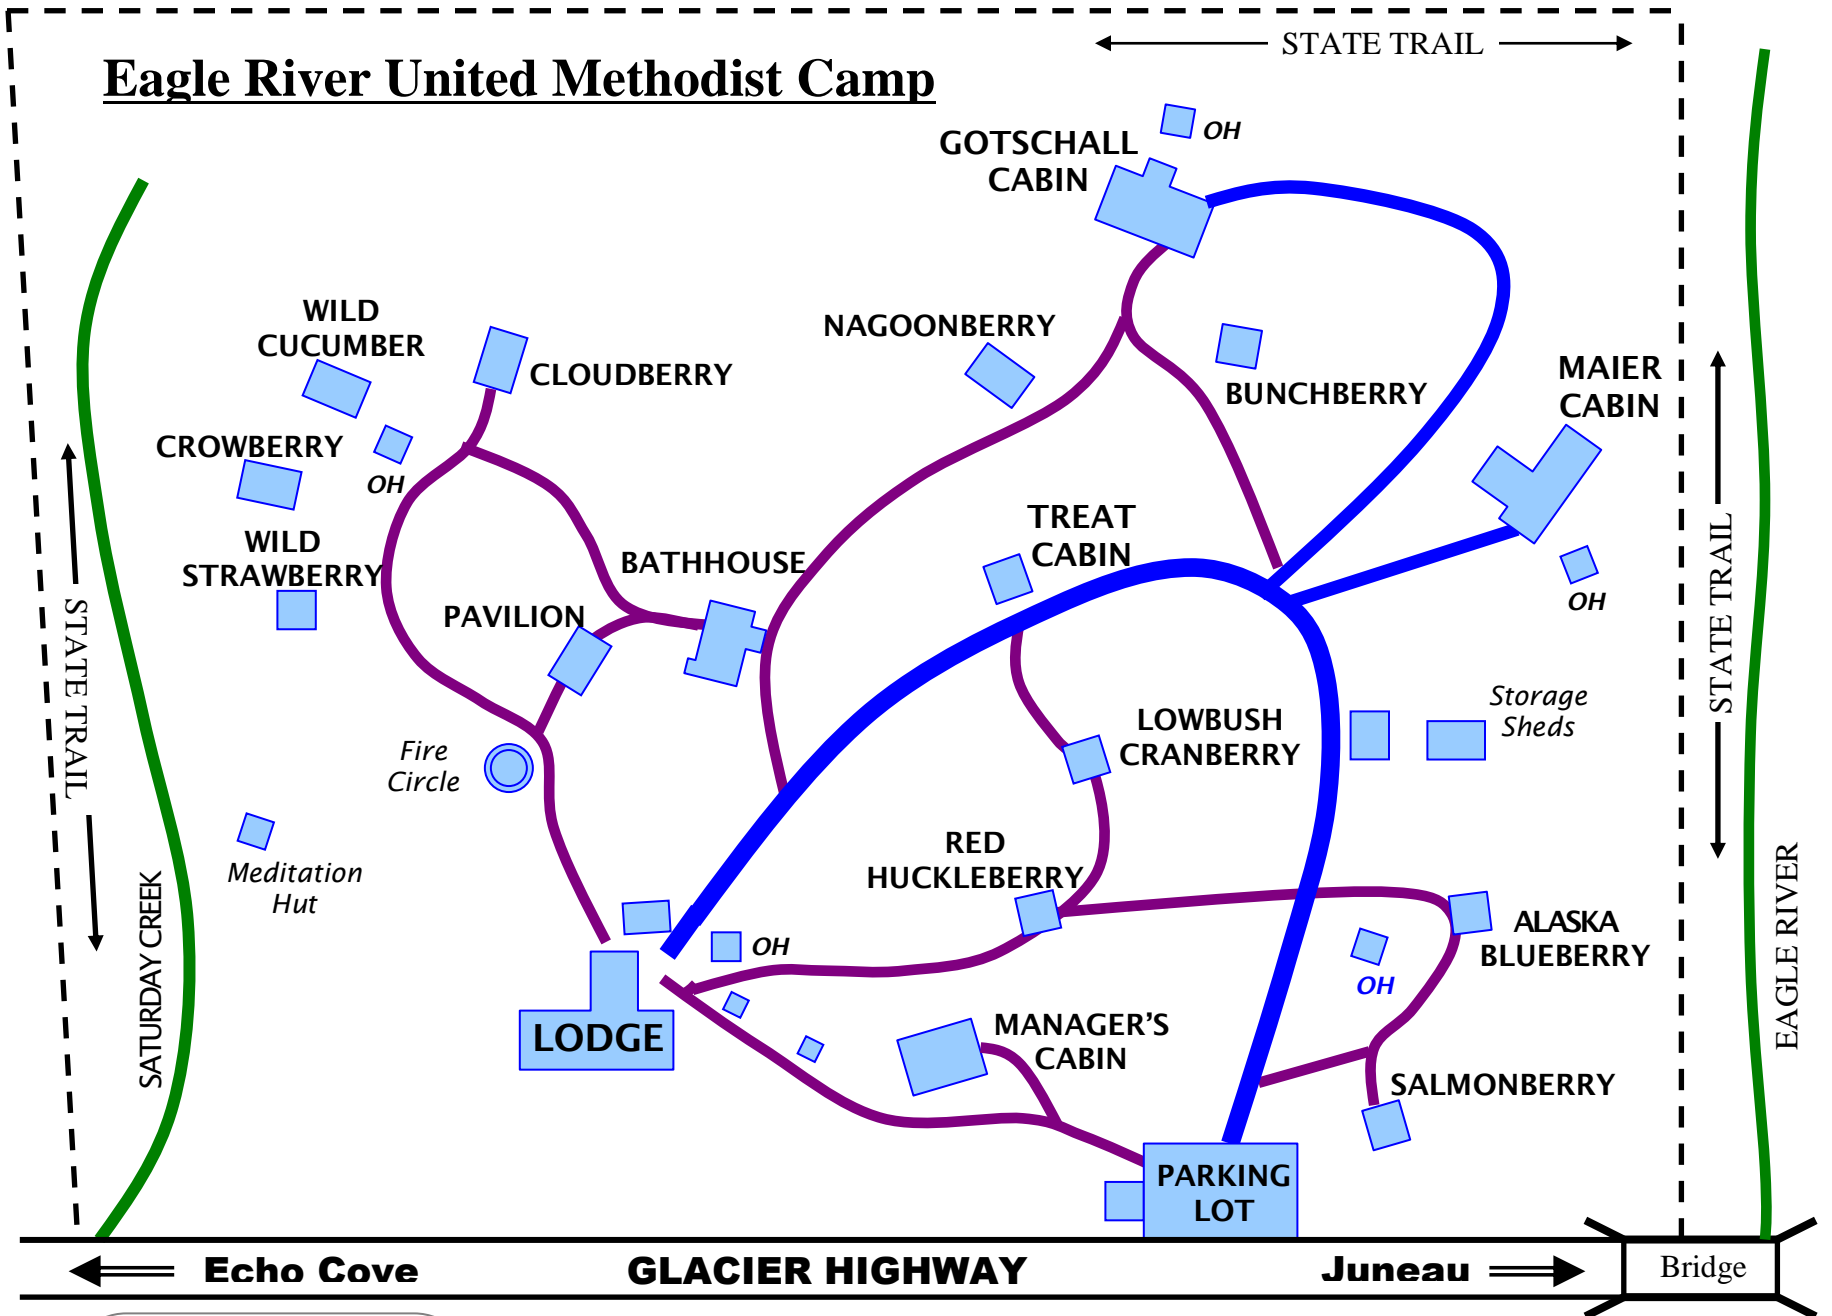 STATE TRAIL
Eagle River United Methodist Camp
OH
GOTSCHALL
CABIN
WILD
CUCUMBER
NAGOONBERRY
CLOUDBERRY
BUNCHBERRY
MAIER
CABIN
CROWBERRY
OH
TREAT
CABIN
WILD
STRAWBERRY
BATHHOUSE
OH
PAVILION
STATE TRAIL
STATE TRAIL
Storage
Sheds
LOWBUSH
CRANBERRY
Fire
Circle
RED
HUCKLEBERRY
Meditation
Hut
SATURDAY CREEK
EAGLE RIVER
ALASKA
BLUEBERRY
OH
OH
LODGE
MANAGER'S
CABIN
SALMONBERRY
PARKING
LOT
Echo Cove
GLACIER HIGHWAY
Juneau
Bridge